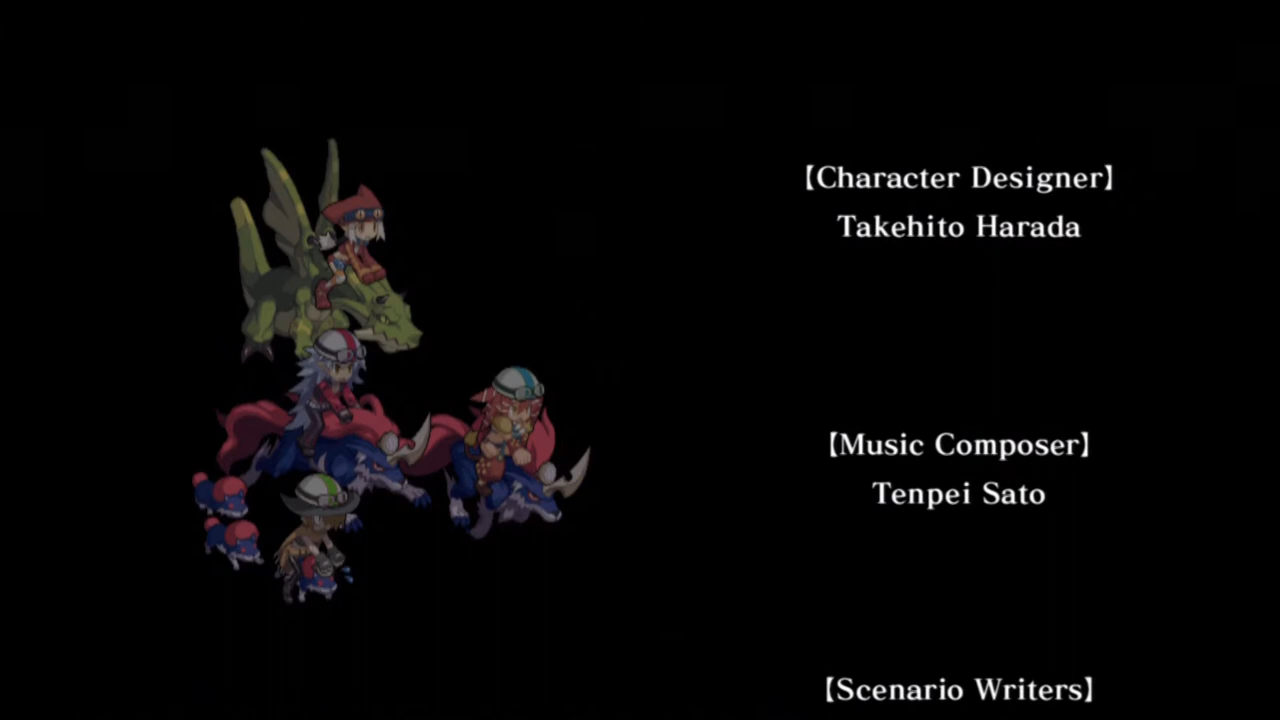 【Character Designer】
Takehito Harada
【Music Composer】
Tenpei Sato
【Scenario Writers】